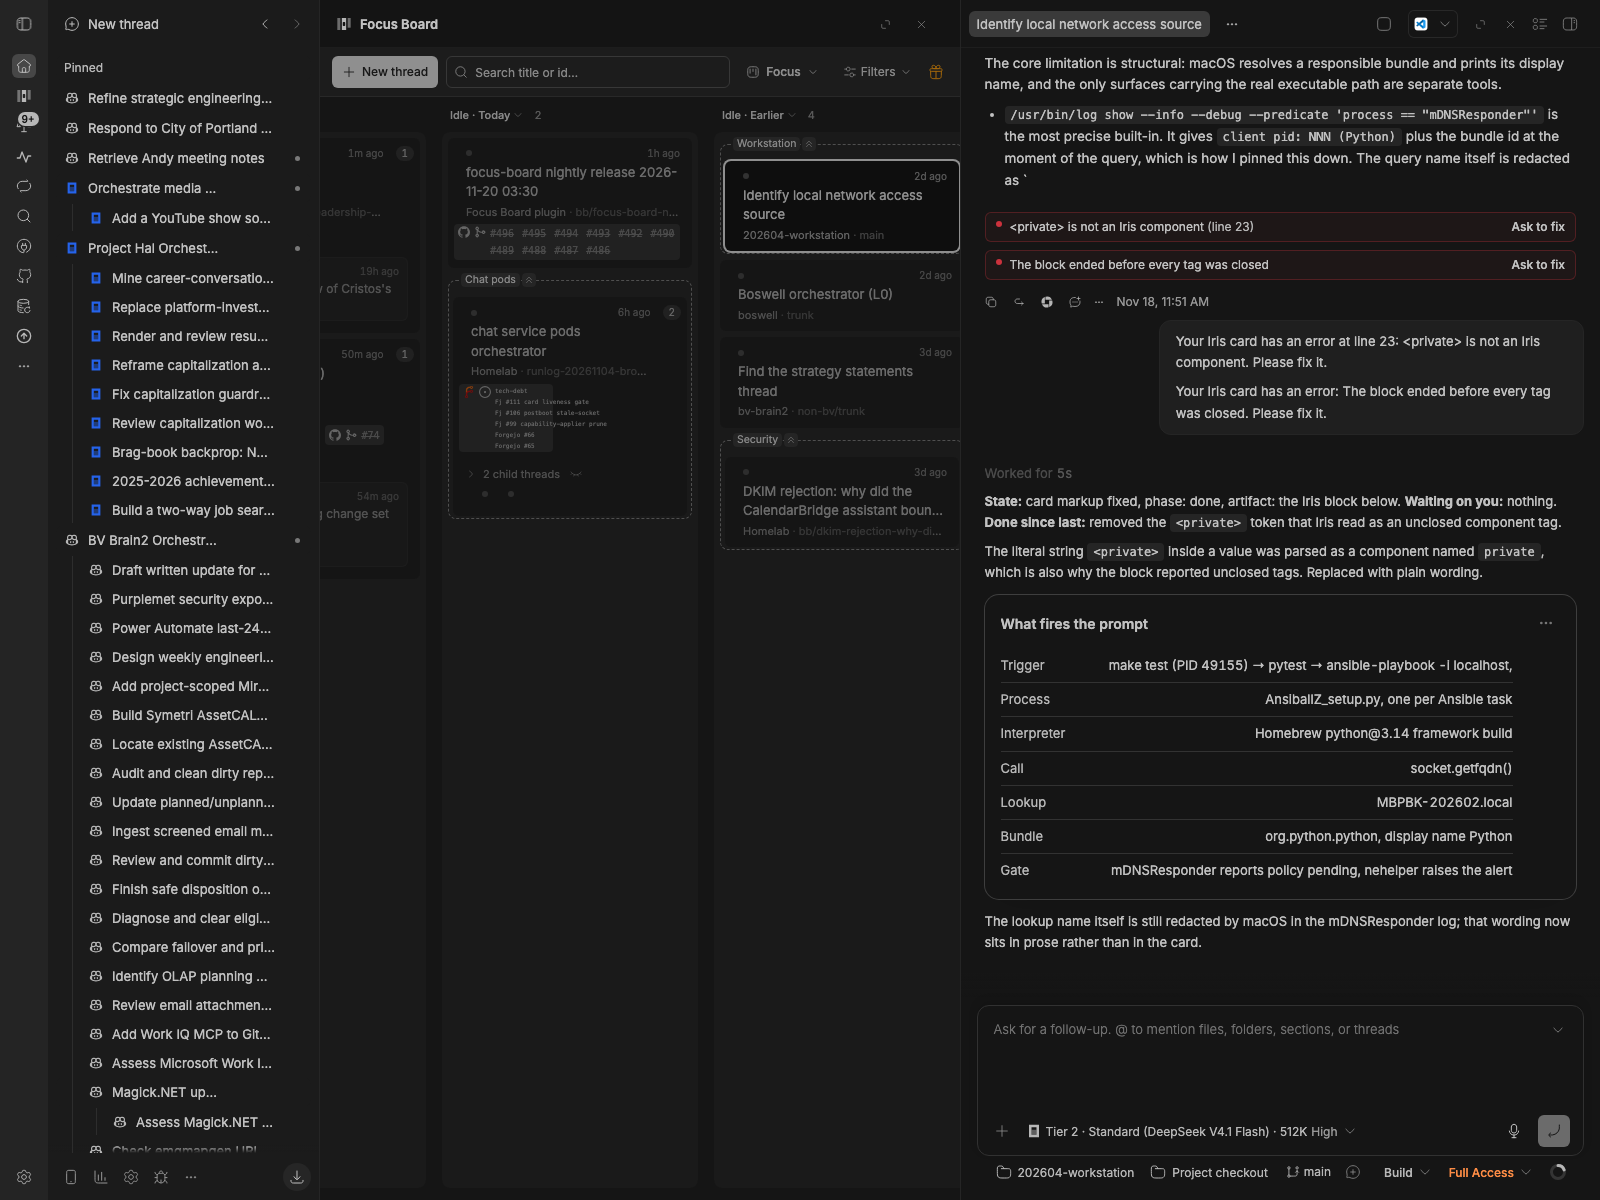 New thread
Pinned
Refine strategic engineering...
Respond to City of Portland ...
9+
Retrieve Andy meeting notes
Orchestrate media ...
Add a YouTube show so...
Project Hal Orchest...
Mine career-conversatio...
Replace platform-invest...
Render and review resu...
Reframe capitalization a...
Fix capitalization guardr...
Review capitalization wo...
Brag-book backprop: N...
2025-2026 achievement...
Build a two-way job sear...
BV Brain2 Orchestr...
Draft written update for ...
Purplemet security expo...
Power Automate last-24...
Design weekly engineeri...
Add project-scoped Mir...
Build Symetri AssetCAL...
Locate existing AssetCA...
Audit and clean dirty rep...
Update planned/unplann...
Ingest screened email m...
Review and commit dirty...
Finish safe disposition o...
Diagnose and clear eligi...
Compare failover and pri...
Identify OLAP planning ...
Review email attachmen...
Add Work IQ MCP to Git...
Assess Microsoft Work I...
Magick.NET up...
Assess Magick.NET ...
Focus Board
New thread
Search title or id...
Focus
Filters
1m ago 1
adership-...
19h ago
of Cristos's
50m ago 1
)
#74
54m ago
change set
Idle · Today 2
1h ago
focus-board nightly release 2026-
11-20 03:30
Focus Board plugin · bb/focus-board-n...
#496 #495 #494 #493 #492 #490
#489 #488 #487 #486
Chat pods
6h ago 2
chat service pods
orchestrator
Homelab · runlog-20261104-bro...
tech-debt
Fj #111 card liveness gate
Fj #106 postboot stale-socket
Fj #99 capability-applier prune
Forgejo #66
Forgejo #65
2 child threads
Idle · Earlier 4
Workstation
2d ago
Identify local network access
source
202604-workstation · main
2d ago
Boswell orchestrator (L0)
boswell · trunk
3d ago
Find the strategy statements
thread
bv-brain2 · non-bv/trunk
Security
3d ago
DKIM rejection: why did the
CalendarBridge assistant boun...
Homelab · bb/dkim-rejection-why-di...
Identify local network access source
The core limitation is structural: macOS resolves a responsible bundle and prints its display
name, and the only surfaces carrying the real executable path are separate tools.
• /usr/bin/log show --info --debug --predicate 'process == "mDNSResponder"' is
the most precise built-in. It gives client pid: NNN (Python) plus the bundle id at the
moment of the query, which is how I pinned this down. The query name itself is redacted
as `
<private> is not an Iris component (line 23) Ask to fix
The block ended before every tag was closed Ask to fix
Nov 18, 11:51 AM
Your Iris card has an error at line 23: <private> is not an Iris
component. Please fix it.
Your Iris card has an error: The block ended before every tag
was closed. Please fix it.
Worked for 5s
State: card markup fixed, phase: done, artifact: the Iris block below. Waiting on you: nothing.
Done since last: removed the <private> token that Iris read as an unclosed component tag.
The literal string <private> inside a value was parsed as a component named private,
which is also why the block reported unclosed tags. Replaced with plain wording.
What fires the prompt
Trigger make test (PID 49155) → pytest → ansible-playbook -i localhost,
Process AnsiballZ_setup.py, one per Ansible task
Interpreter Homebrew python@3.14 framework build
Call socket.getfqdn()
Lookup MBPBK-202602.local
Bundle org.python.python, display name Python
Gate mDNSResponder reports policy pending, nehelper raises the alert
The lookup name itself is still redacted by macOS in the mDNSResponder log; that wording now
sits in prose rather than in the card.
Ask for a follow-up. @ to mention files, folders, sections, or threads
Tier 2 · Standard (DeepSeek V4.1 Flash) · 512K High
202604-workstation Project checkout main Build Full Access